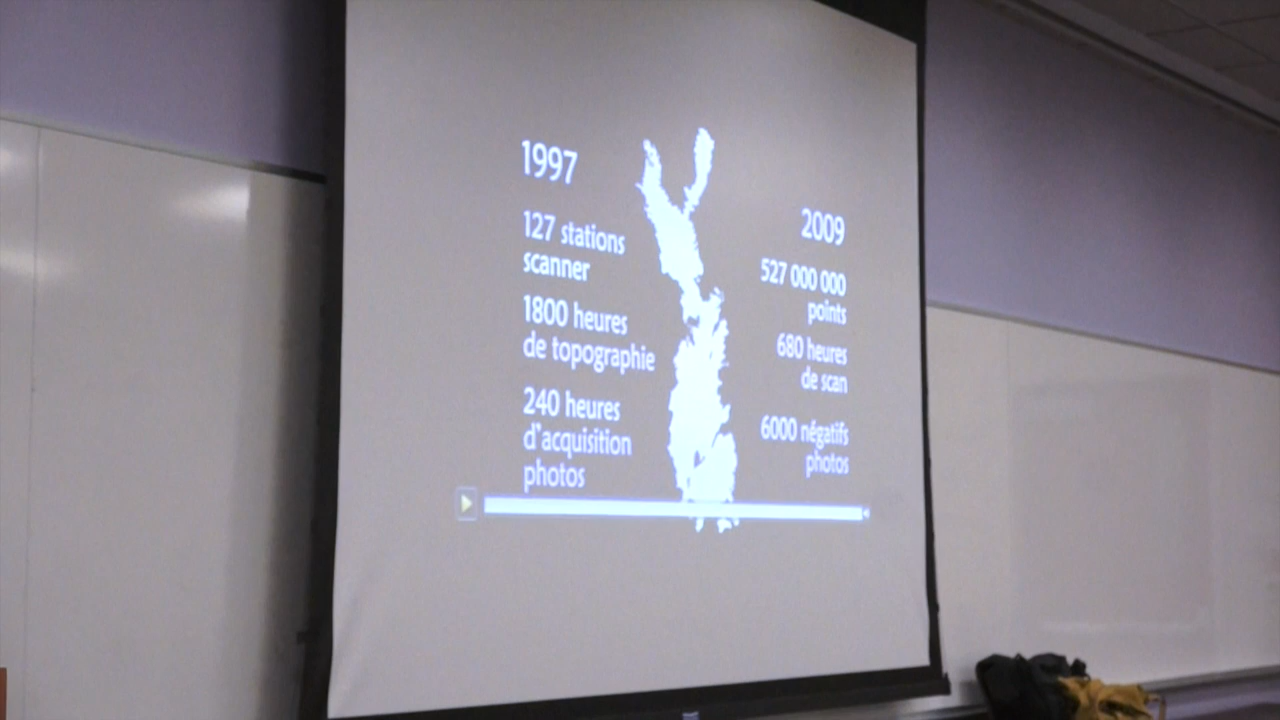 1997
127 stations
scanner
1800 heures
de topographie
240 heures
d'acquisition
photos
2009
527 000 000
points
680 heures
de scan
6000 négatifs
photos